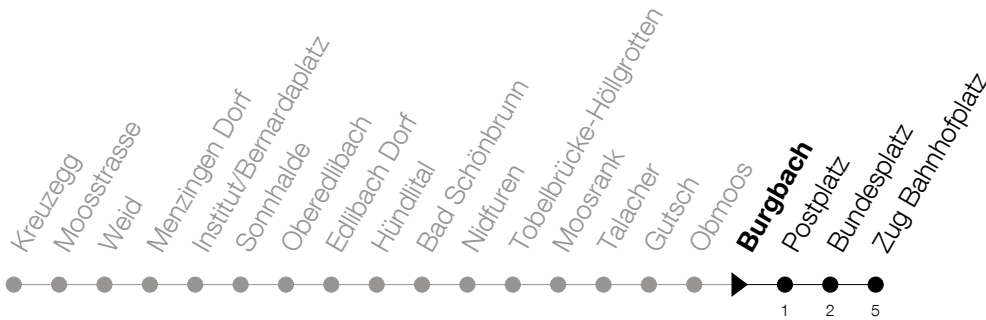 Kreuzegg
Moosstrasse
Weid
Menzingen Dorf
Institut/Bernardaplatz
Sonnhalde
Oberedlibach
Edlibach Dorf
Hündlital
Bad Schönbrunn
Nidfuren
Tobelbrücke-Höllgrotten
Moosrank
Talacher
Gutsch
Obmoos
Burgbach
Postplatz
Bundesplatz
Zug Bahnhofplatz
1 2 5